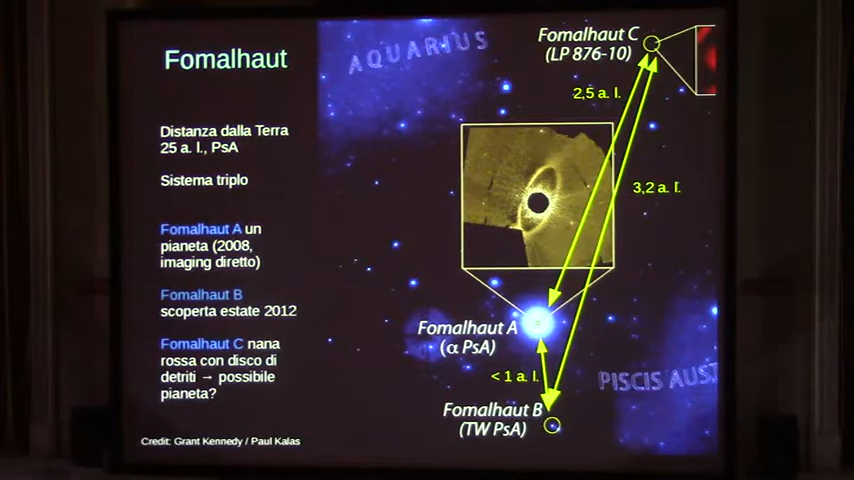 Fomalhaut
Distanza dalla Terra
25 a. l., PsA
Sistema triplo
Fomalhaut A un
pianeta (2008,
imaging diretto)
Fomalhaut B
scoperta estate 2012
Fomalhaut C nana
rossa con disco di
detriti → possibile
pianeta?
Credit: Grant Kennedy / Paul Kalas
AQUARIUS
Fomalhaut C
(LP 876-10)
2,5 a. l.
3,2 a. l.
Fomalhaut A
(α PsA)
< 1 a. l.
PISCIS AUST
Fomalhaut B
(TW PsA)